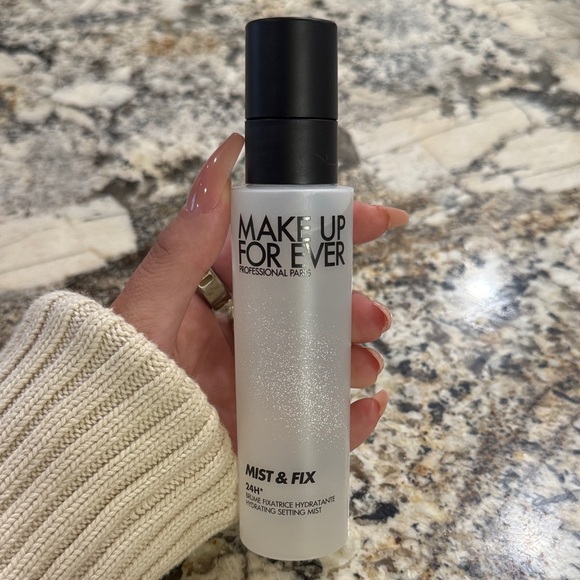 MAKE UP
FOR EVER
PROFESSIONAL PARIS
MIST & FIX
24H*
BRUME FIXATRICE HYDRATANTE
HYDRATING SETTING MIST